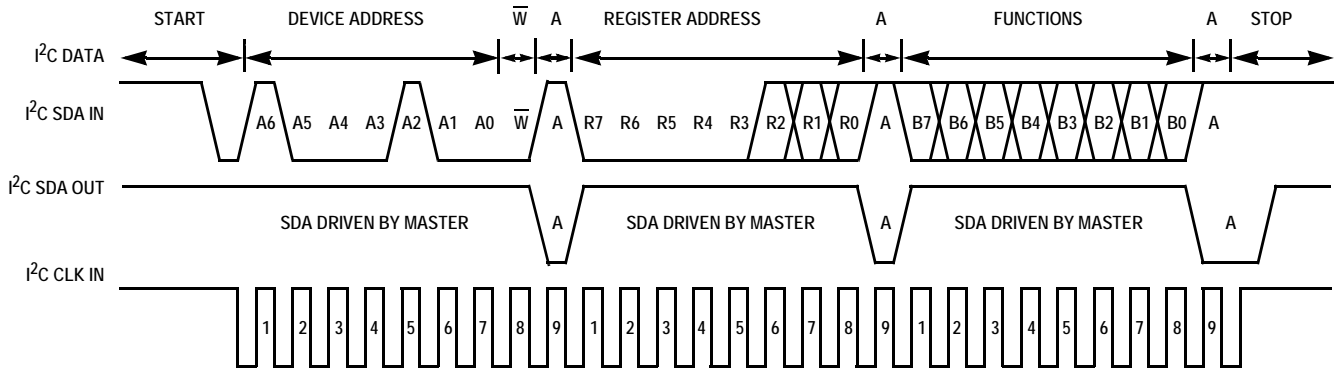 START DEVICE ADDRESS W̅ A REGISTER ADDRESS A FUNCTIONS A STOP
I²C DATA
I²C SDA IN A6 A5 A4 A3 A2 A1 A0 W̅ A R7 R6 R5 R4 R3 R2 R1 R0 A B7 B6 B5 B4 B3 B2 B1 B0 A
I²C SDA OUT
SDA DRIVEN BY MASTER A SDA DRIVEN BY MASTER A SDA DRIVEN BY MASTER A
I²C CLK IN
1 2 3 4 5 6 7 8 9 1 2 3 4 5 6 7 8 9 1 2 3 4 5 6 7 8 9